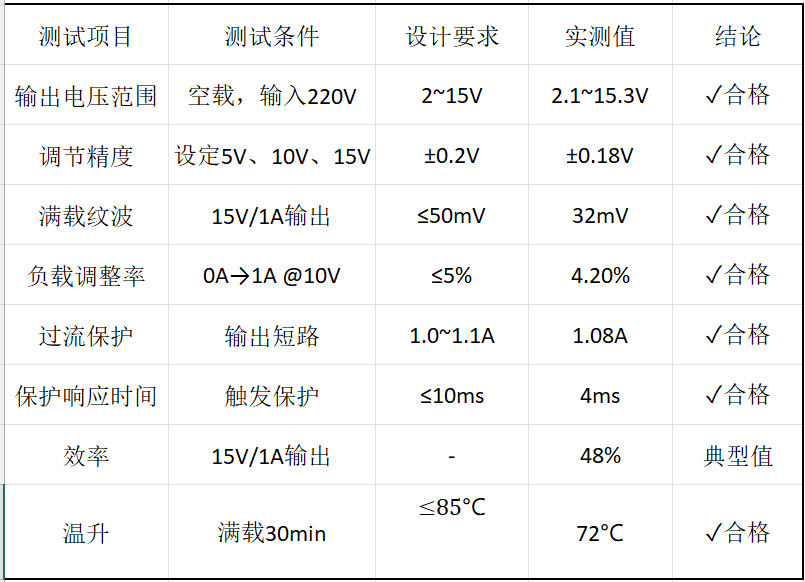 测试项目 测试条件 设计要求 实测值 结论
输出电压范围 空载，输入220V 2~15V 2.1~15.3V ✓合格
调节精度 设定5V、10V、15V ±0.2V ±0.18V ✓合格
满载纹波 15V/1A输出 ≤50mV 32mV ✓合格
负载调整率 0A→1A @10V ≤5% 4.20% ✓合格
过流保护 输出短路 1.0~1.1A 1.08A ✓合格
保护响应时间 触发保护 ≤10ms 4ms ✓合格
效率 15V/1A输出 - 48% 典型值
温升 满载30min ≤85℃ 72℃ ✓合格